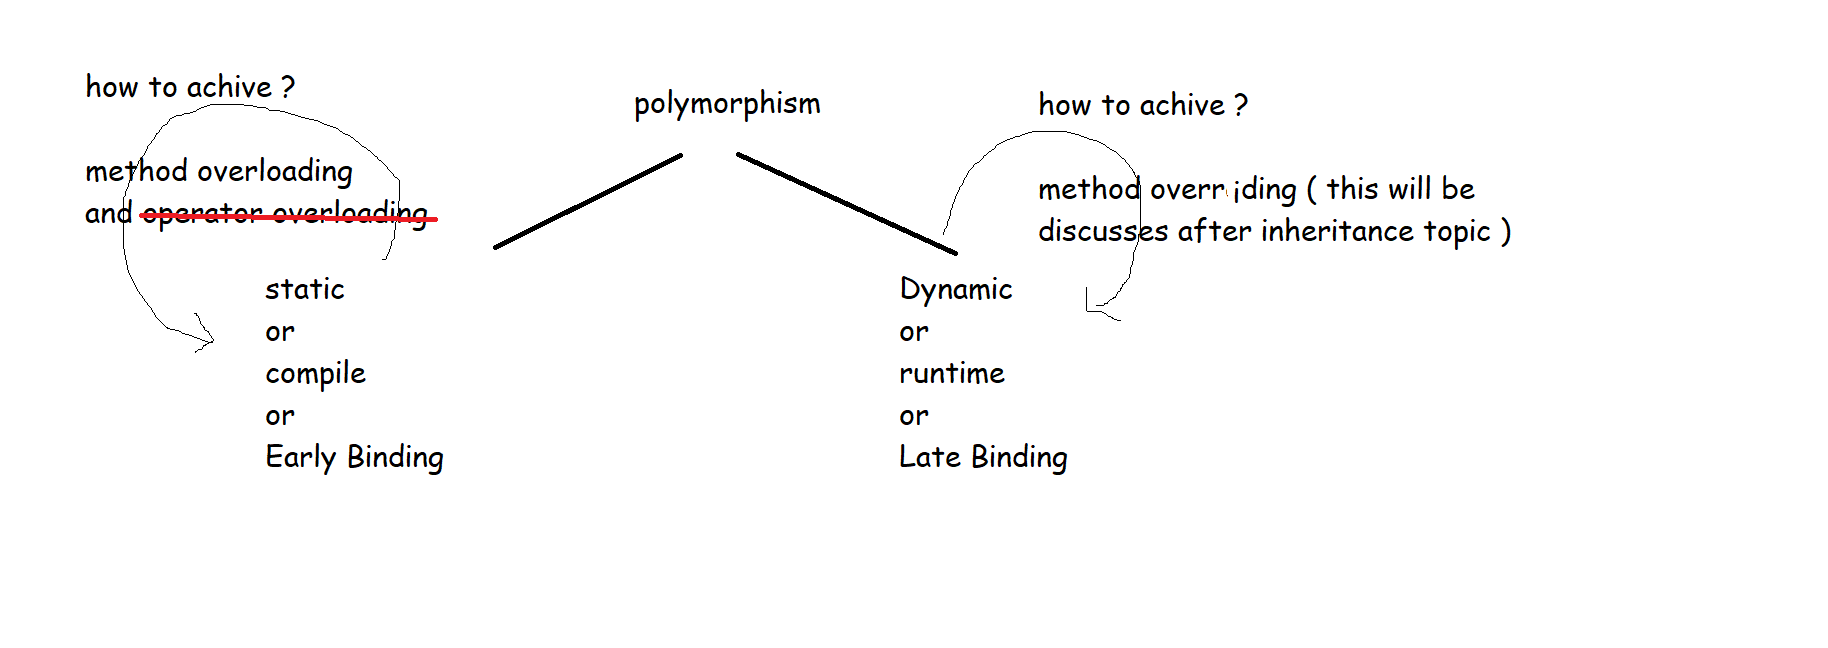 how to achive ?
method overloading
and operator overloading
polymorphism
how to achive ?
method overriding ( this will be
discusses after inheritance topic )
static
or
compile
or
Early Binding
Dynamic
or
runtime
or
Late Binding